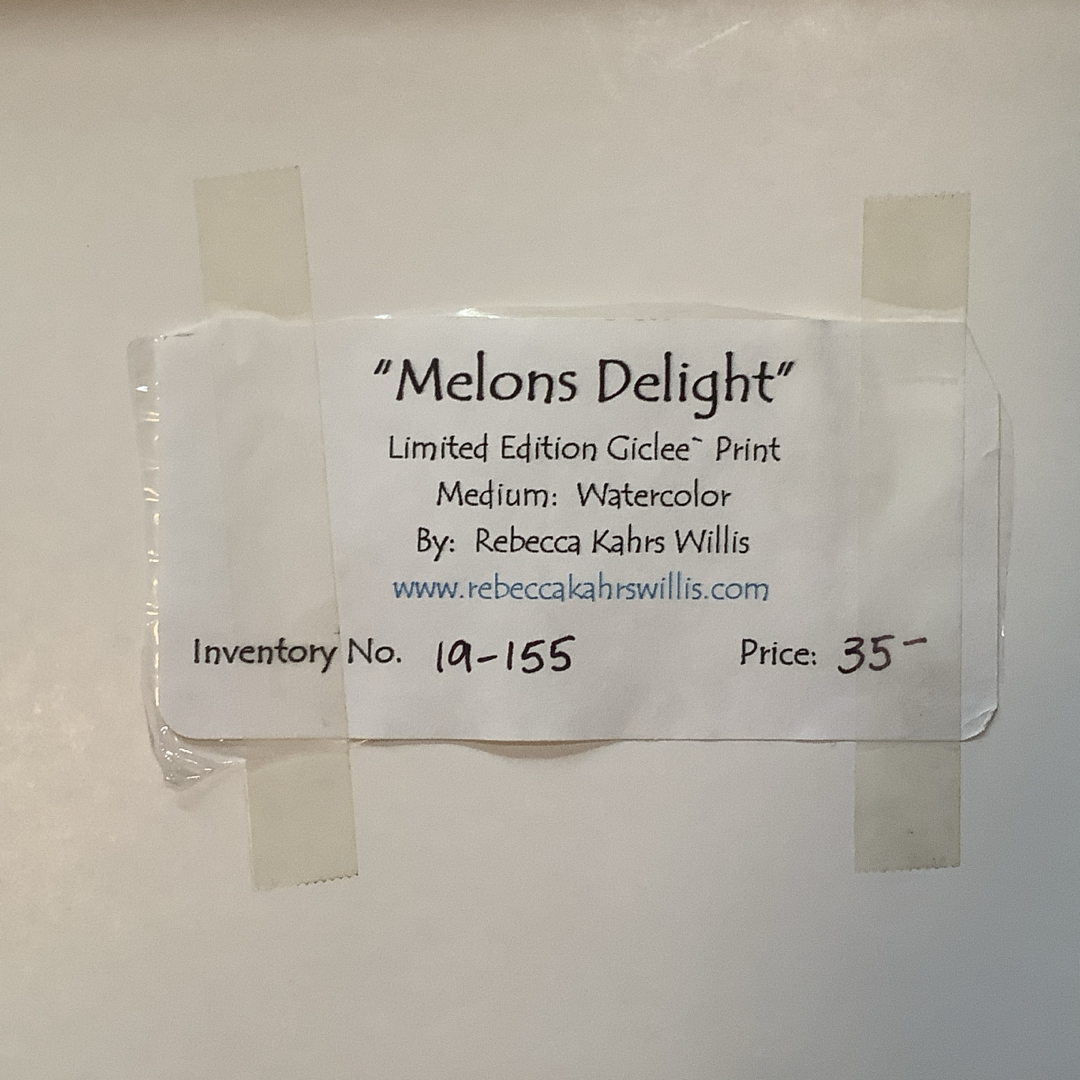 "Melons Delight"
Limited Edition Giclee~ Print
Medium: Watercolor
By: Rebecca Kahrs Willis
www.rebeccakahrswillis.com
Inventory No. 19-155 Price: 35-